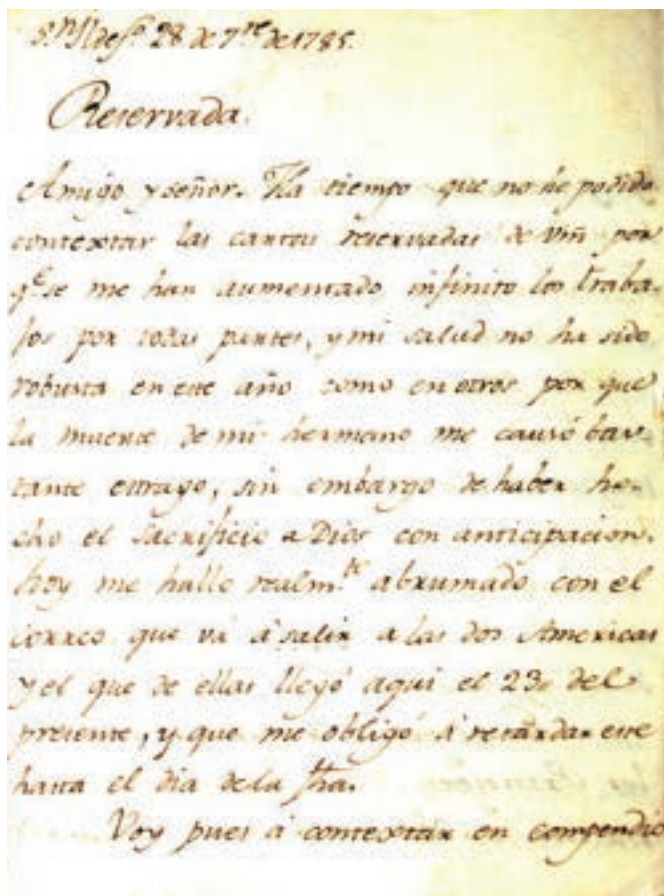 S.n Yldef.o 28 de 7.re de 1785.
Reservada.
Amigo y señor. Ha tiempo que no hé podido
contextar las cartas reservadas de Vm por
q.e se me han aumentado infinito los traba-
jos por todas partes, y mi salud no ha sido
robusta en este año como en otros por que
la muerte de mi hermano me causó bas-
tante estrago, sin embargo de haber he-
cho el sacrificio a Dios con anticipacion.
hoy me hallo realm.te abrumado con el
correo que vá á salir a las dos Americas
y el que de ellas llegó aqui el 23, del
presente, y que me obligó á retardar este
hasta el dia de la fha.
Voy pues á contextar en compendio